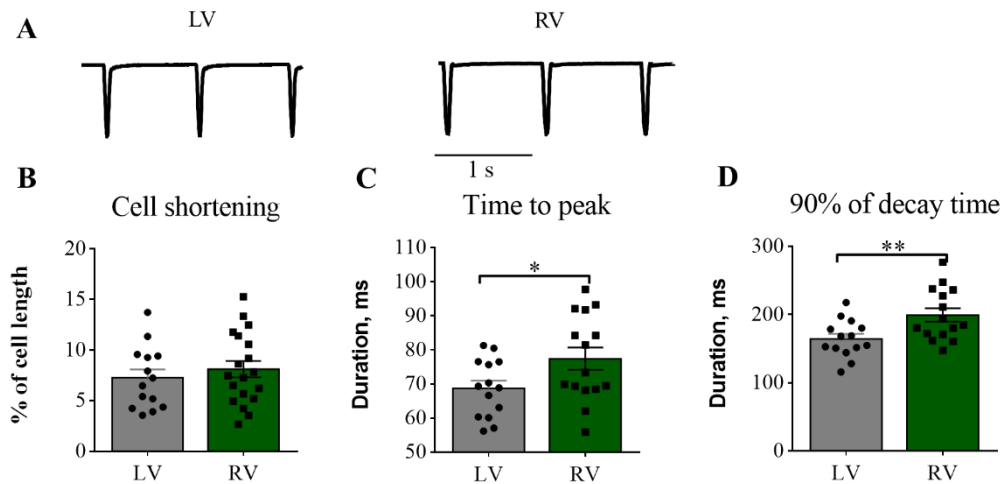 A
LV
RV
1 s
B
Cell shortening
% of cell length
20
15
10
5
0
LV
RV
C
Time to peak
Duration, ms
110
100
90
80
70
60
50
*
LV
RV
D
90% of decay time
Duration, ms
300
200
100
0
**
LV
RV